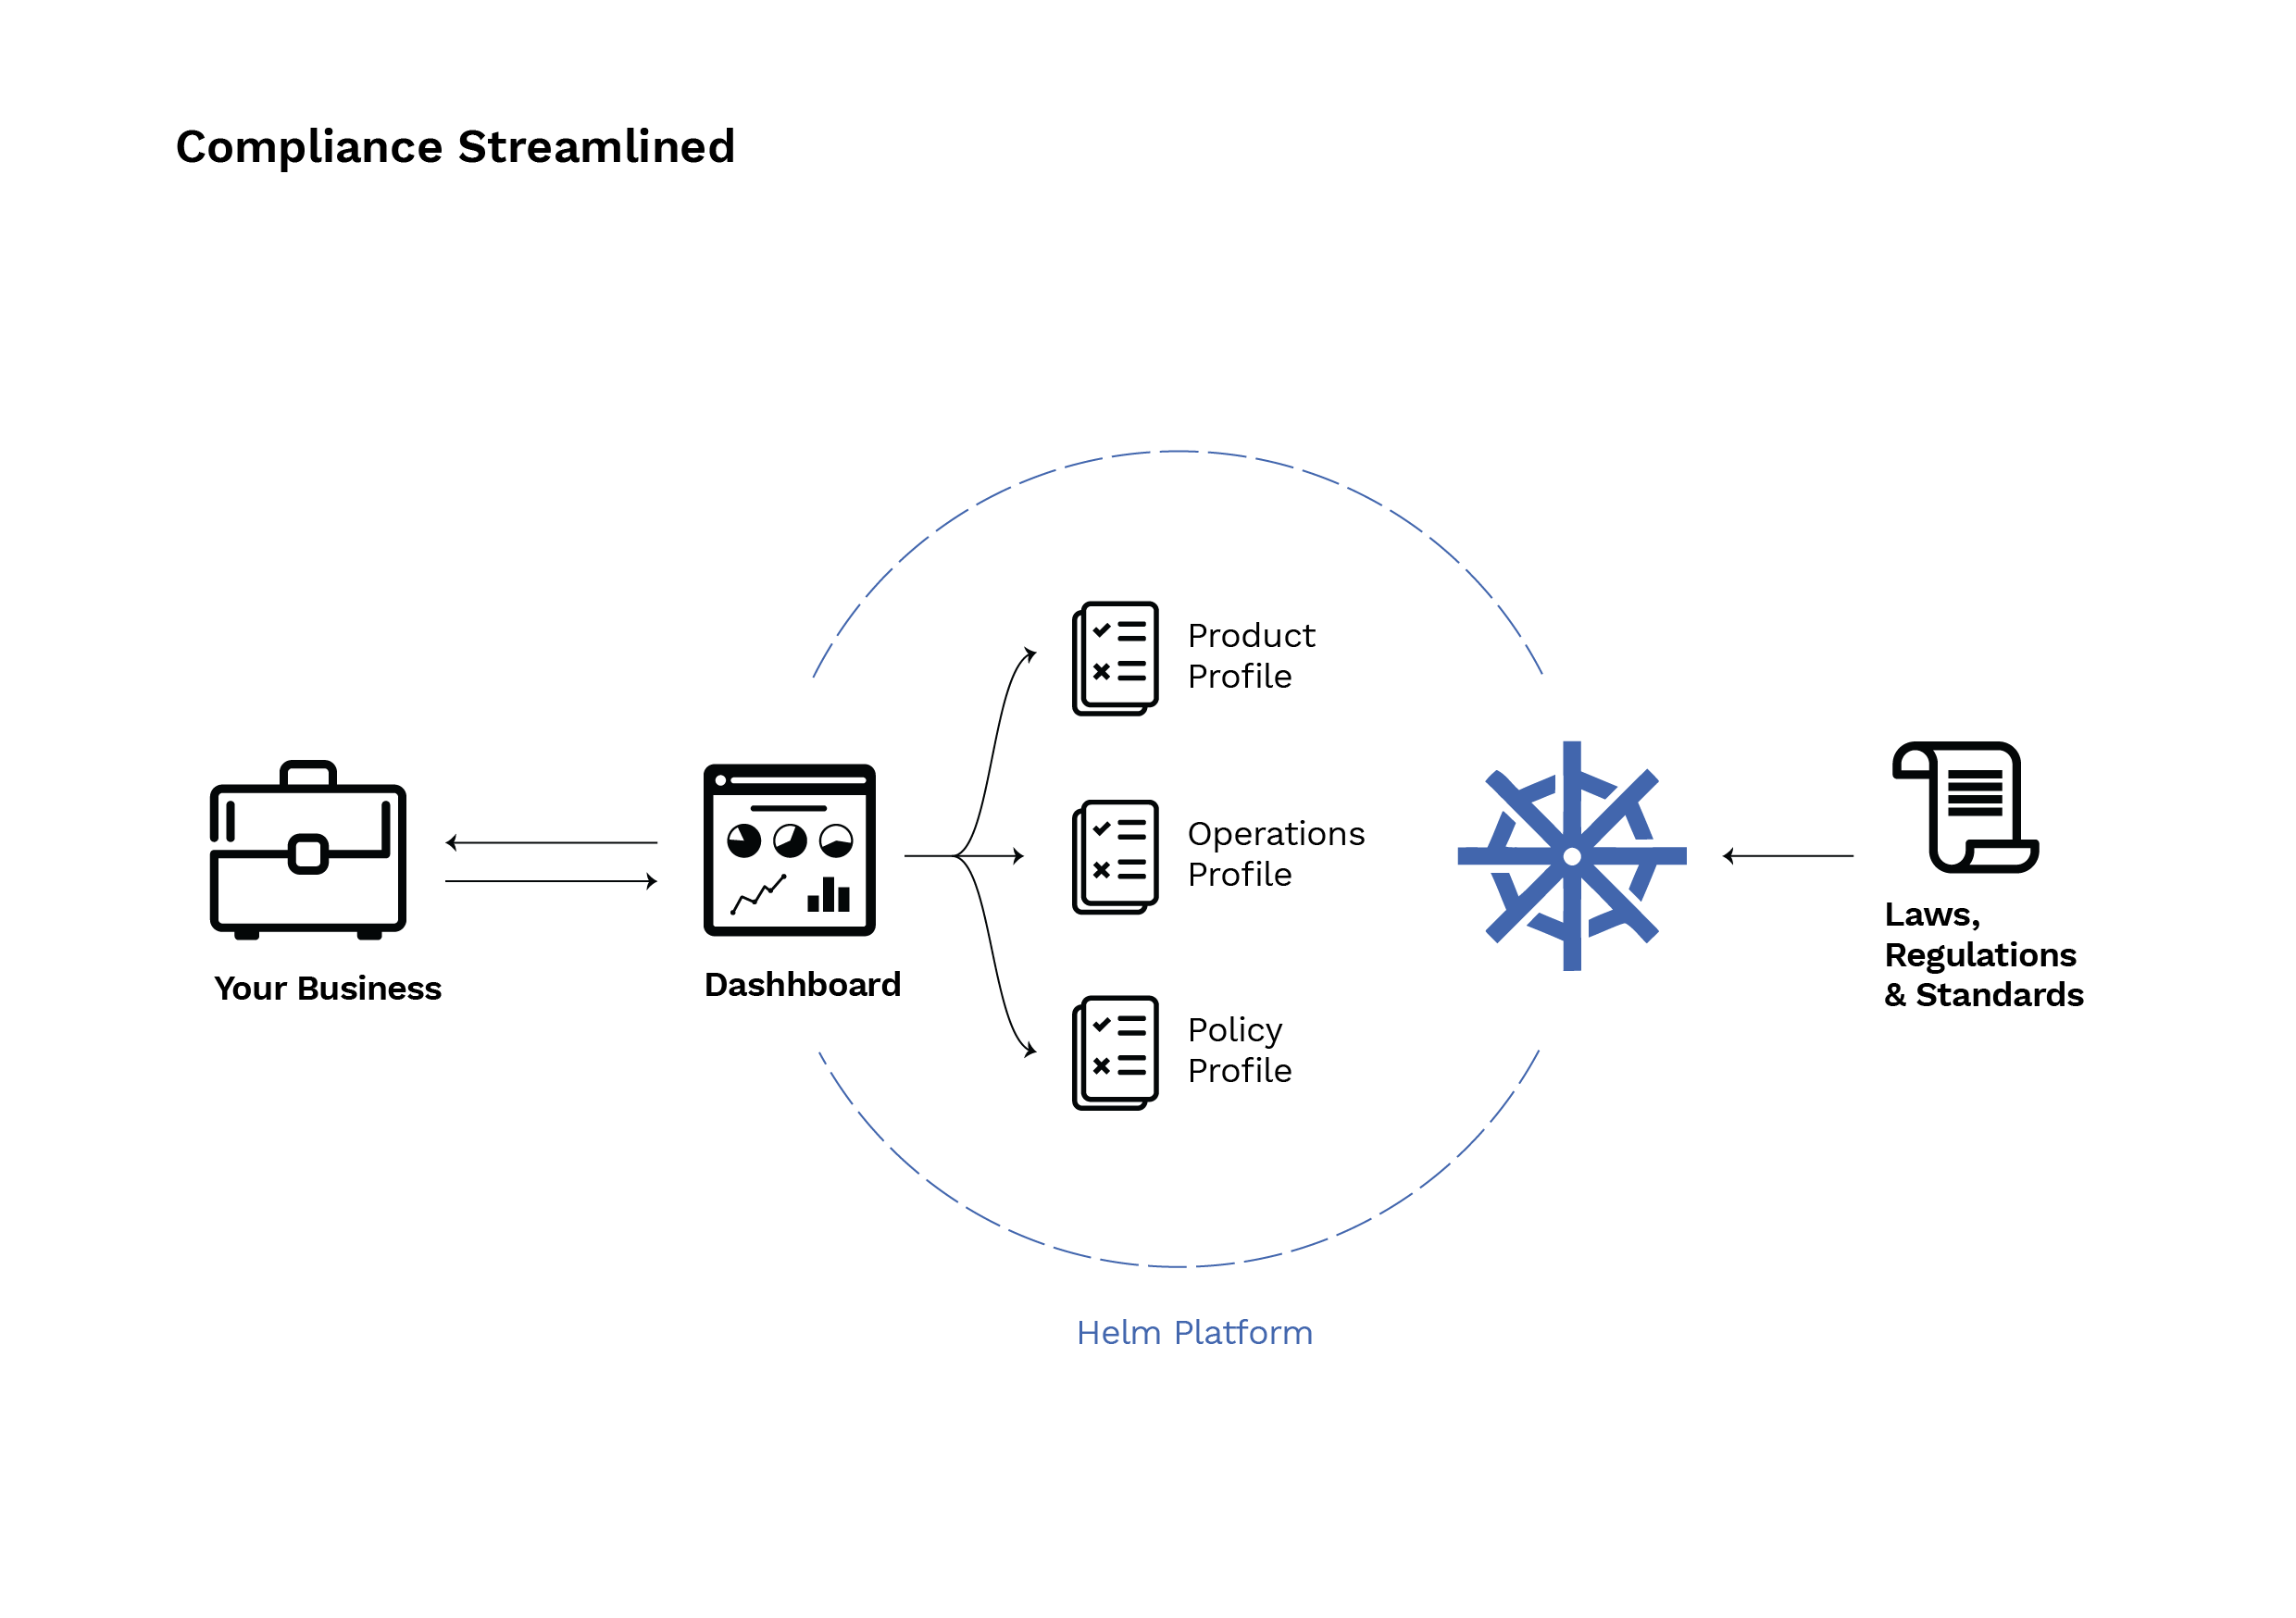 Compliance Streamlined
Product
Profile
Operations
Profile
Policy
Profile
Your Business
Dashhboard
Laws,
Regulations
& Standards
Helm Platform